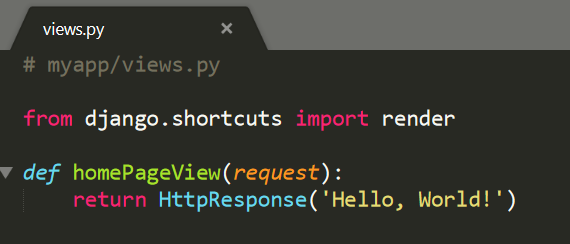 views.py ×
# myapp/views.py
from django.shortcuts import render
def homePageView(request):
    return HttpResponse('Hello, World!')